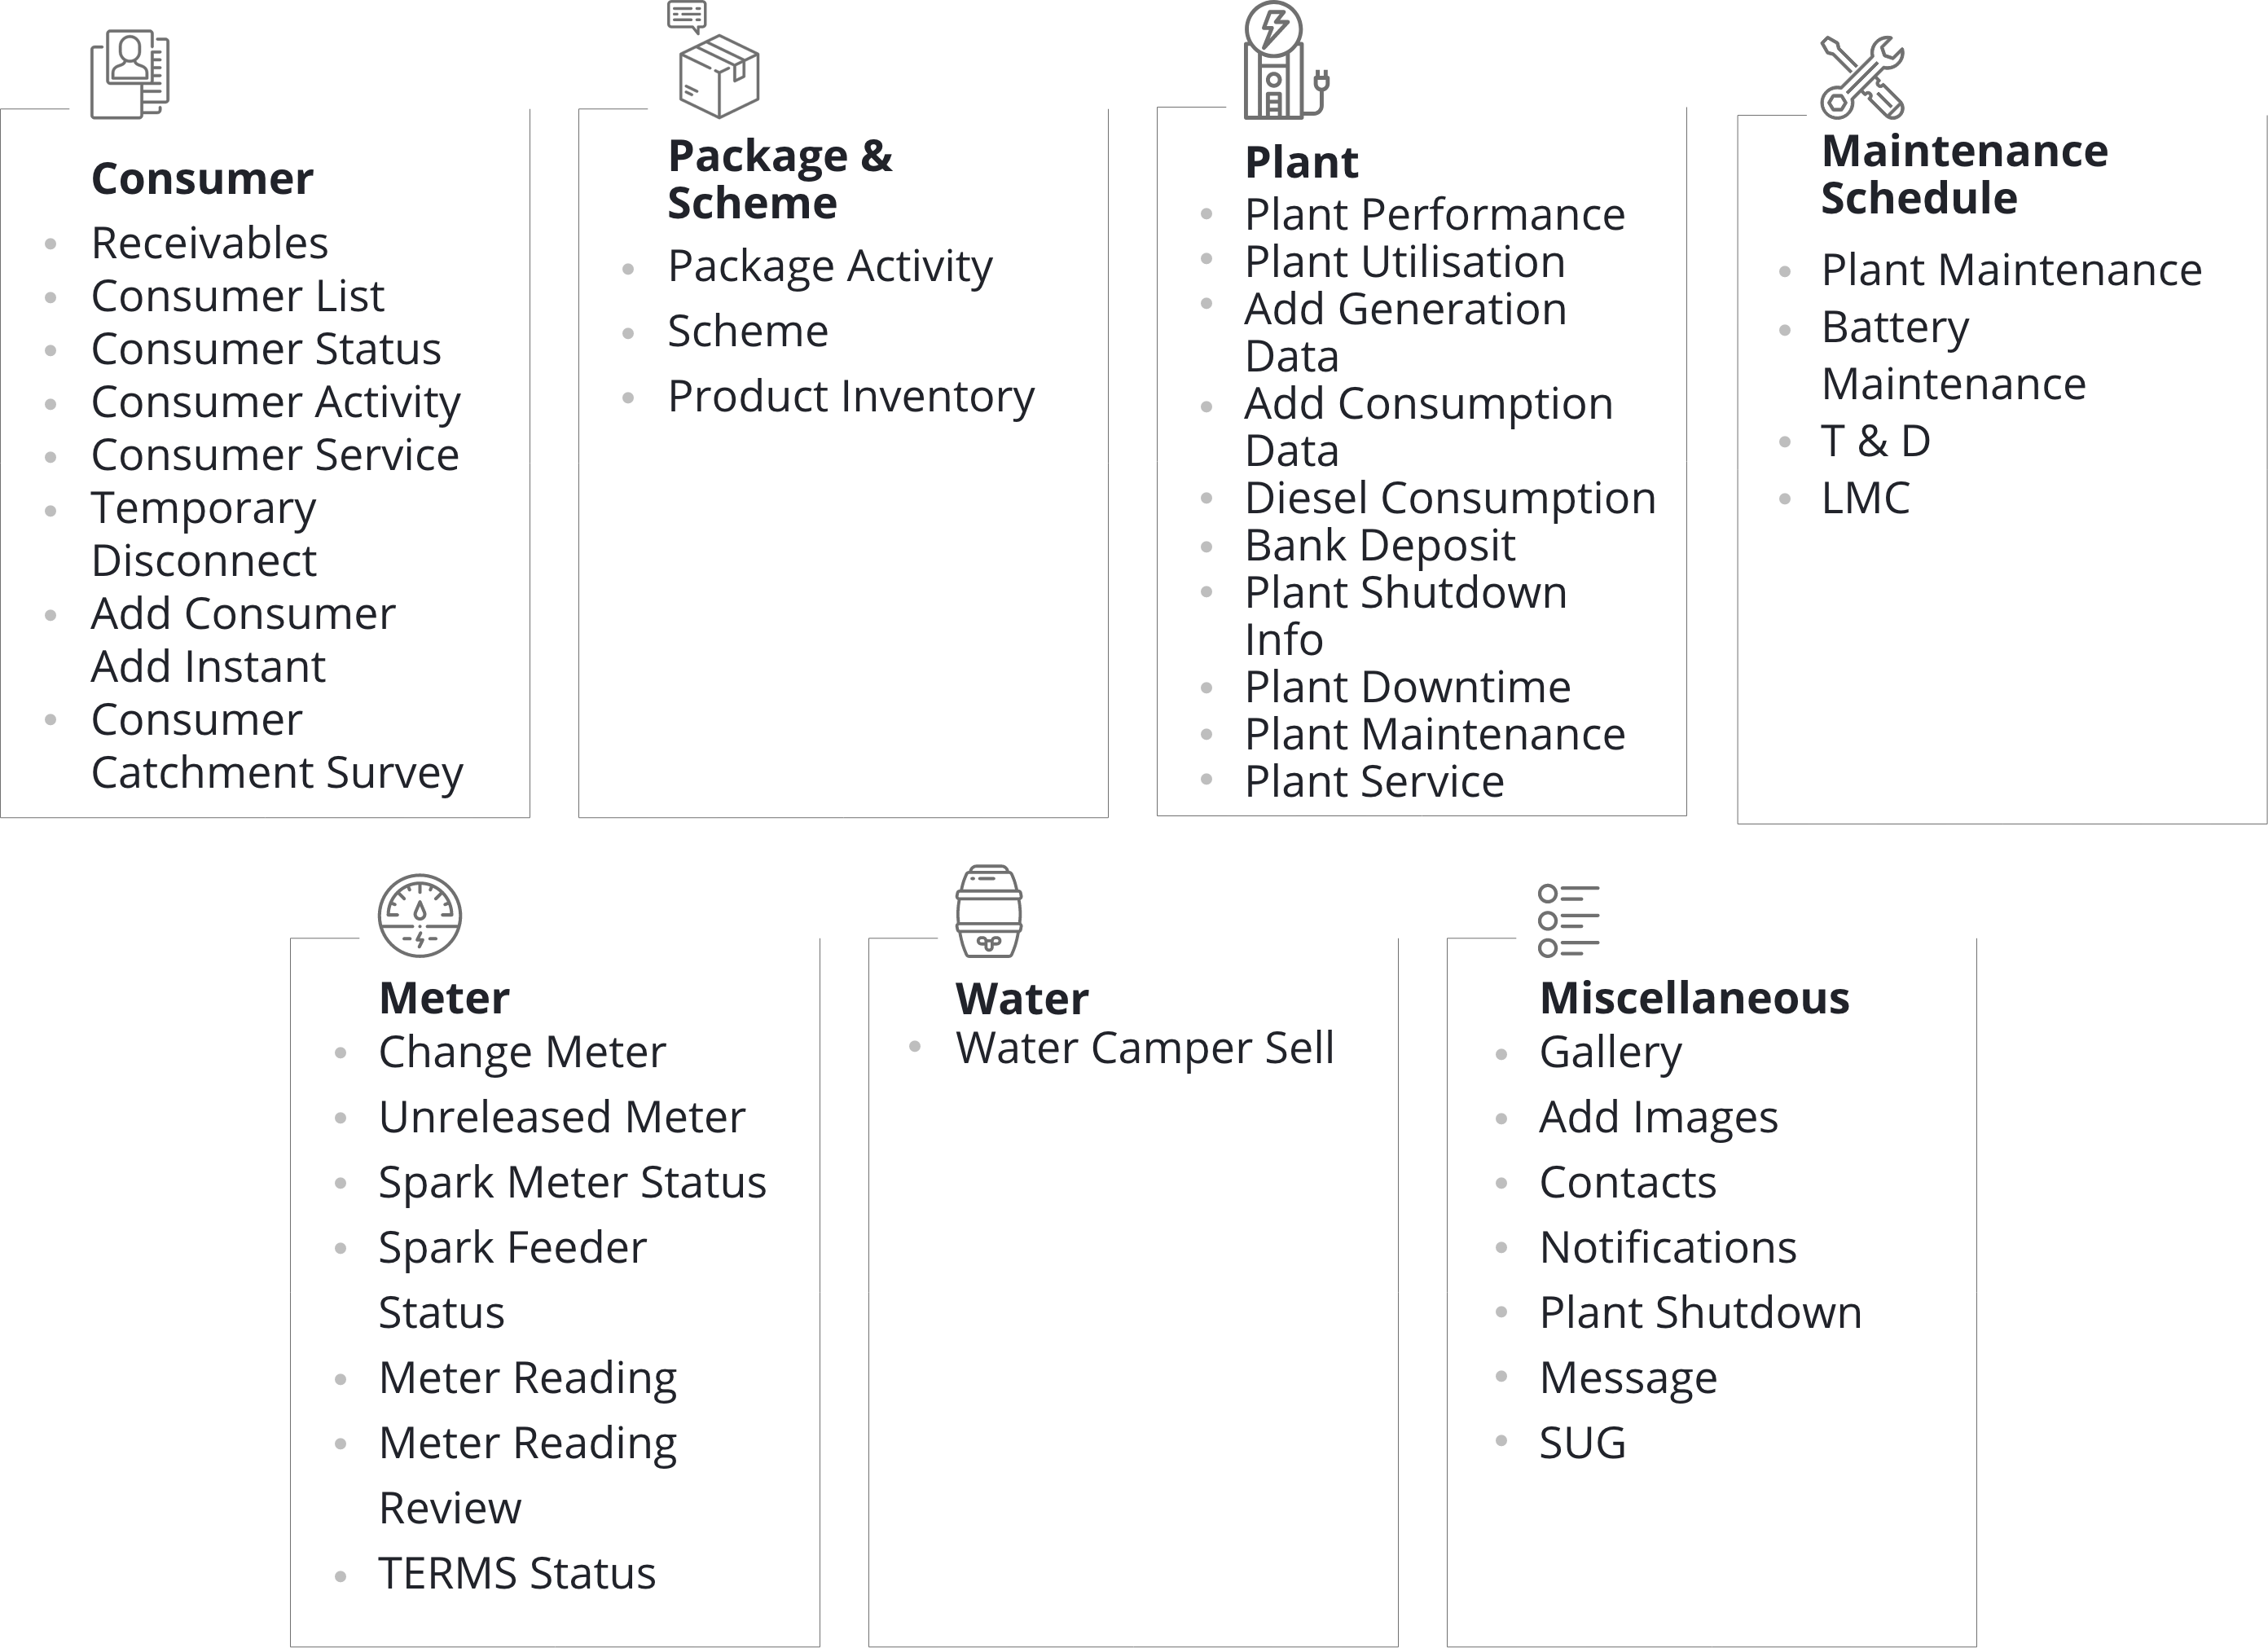 Consumer
Receivables
Consumer List
Consumer Status
Consumer Activity
Consumer Service
Temporary
Disconnect
Add Consumer
Add Instant
Consumer
Catchment Survey
Package &
Scheme
Package Activity
Scheme
Product Inventory
Plant
Plant Performance
Plant Utilisation
Add Generation
Data
Add Consumption
Data
Diesel Consumption
Bank Deposit
Plant Shutdown
Info
Plant Downtime
Plant Maintenance
Plant Service
Maintenance
Schedule
Plant Maintenance
Battery
Maintenance
T & D
LMC
Meter
Change Meter
Unreleased Meter
Spark Meter Status
Spark Feeder
Status
Meter Reading
Meter Reading
Review
TERMS Status
Water
Water Camper Sell
Miscellaneous
Gallery
Add Images
Contacts
Notifications
Plant Shutdown
Message
SUG